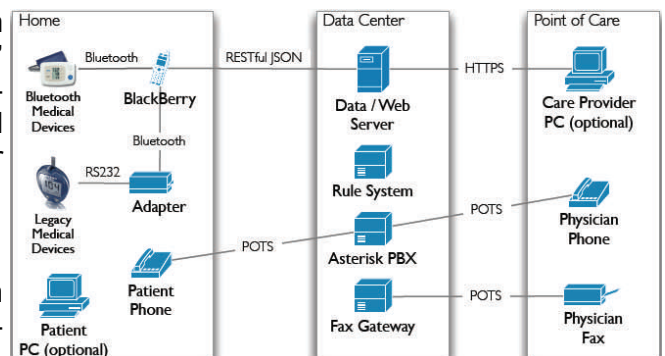 Home
Data Center
Point of Care
Bluetooth
RESTful JSON
HTTPS
Bluetooth
Medical
Devices
BlackBerry
Data / Web
Server
Care Provider
PC (optional)
Bluetooth
RS232
Adapter
Rule System
Legacy
Medical
Devices
POTS
POTS
Asterisk PBX
Physician
Phone
Patient
Phone
POTS
Fax Gateway
Physician
Fax
Patient
PC (optional)